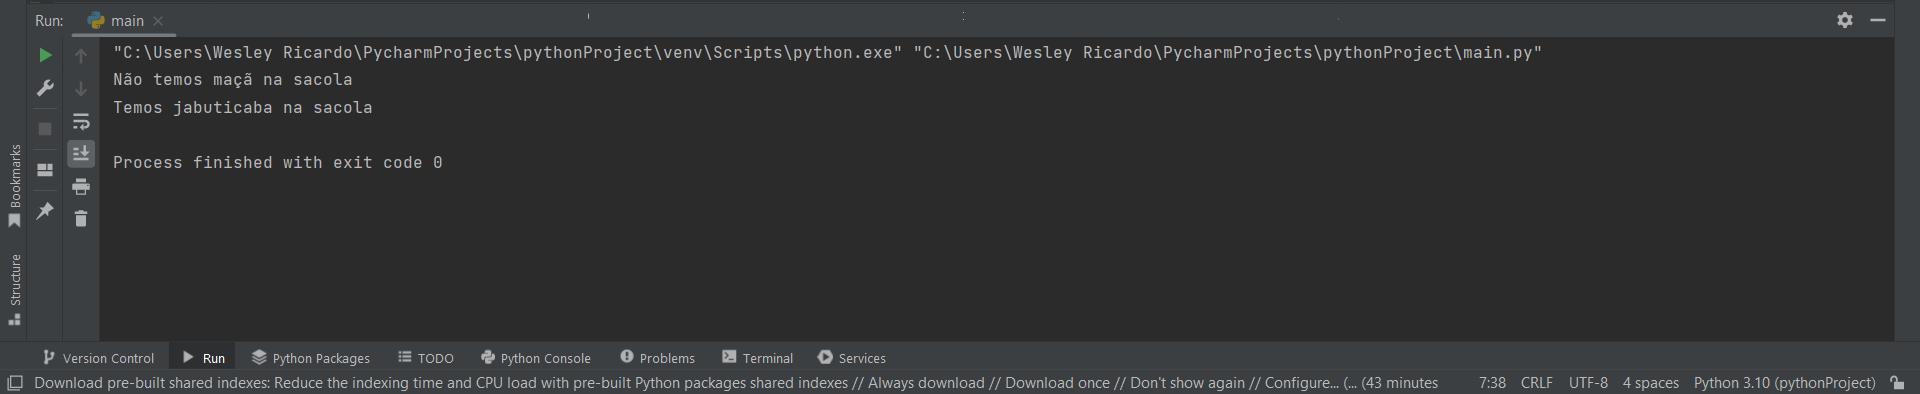 Run: main
"C:\Users\Wesley Ricardo\PycharmProjects\pythonProject\venv\Scripts\python.exe" "C:\Users\Wesley Ricardo\PycharmProjects\pythonProject\main.py"
Não temos maçã na sacola
Temos jabuticaba na sacola
Process finished with exit code 0
Bookmarks
Structure
Version Control Run Python Packages TODO Python Console Problems Terminal Services
Download pre-built shared indexes: Reduce the indexing time and CPU load with pre-built Python packages shared indexes // Always download // Download once // Don't show again // Configure... (... (43 minutes 7:38 CRLF UTF-8 4 spaces Python 3.10 (pythonProject)